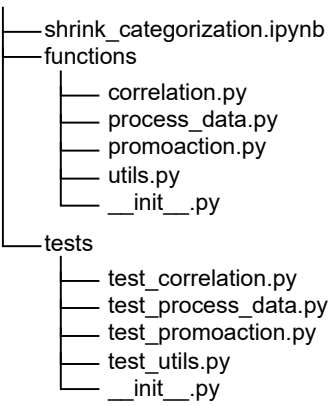 shrink_categorization.ipynb
functions
correlation.py
process_data.py
promoaction.py
utils.py
__init__.py
tests
test_correlation.py
test_process_data.py
test_promoaction.py
test_utils.py
__init__.py